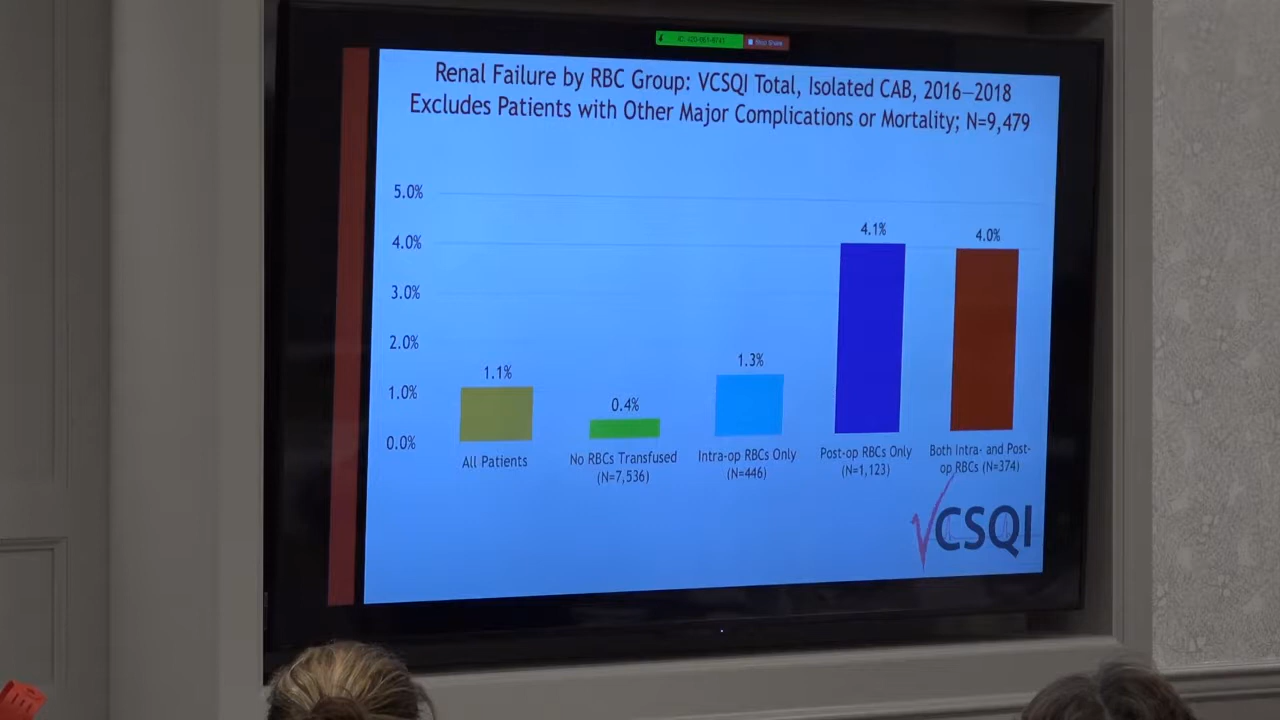 Stop Share
Renal Failure by RBC Group: VCSQI Total, Isolated CAB, 2016–2018
Excludes Patients with Other Major Complications or Mortality; N=9,479
5.0%
4.0%
3.0%
2.0%
1.0%
0.0%
1.1%
0.4%
1.3%
4.1%
4.0%
All Patients
No RBCs Transfused
(N=7,536)
Intra-op RBCs Only
(N=446)
Post-op RBCs Only
(N=1,123)
Both Intra- and Post-
op RBCs (N=374)
VCSQI